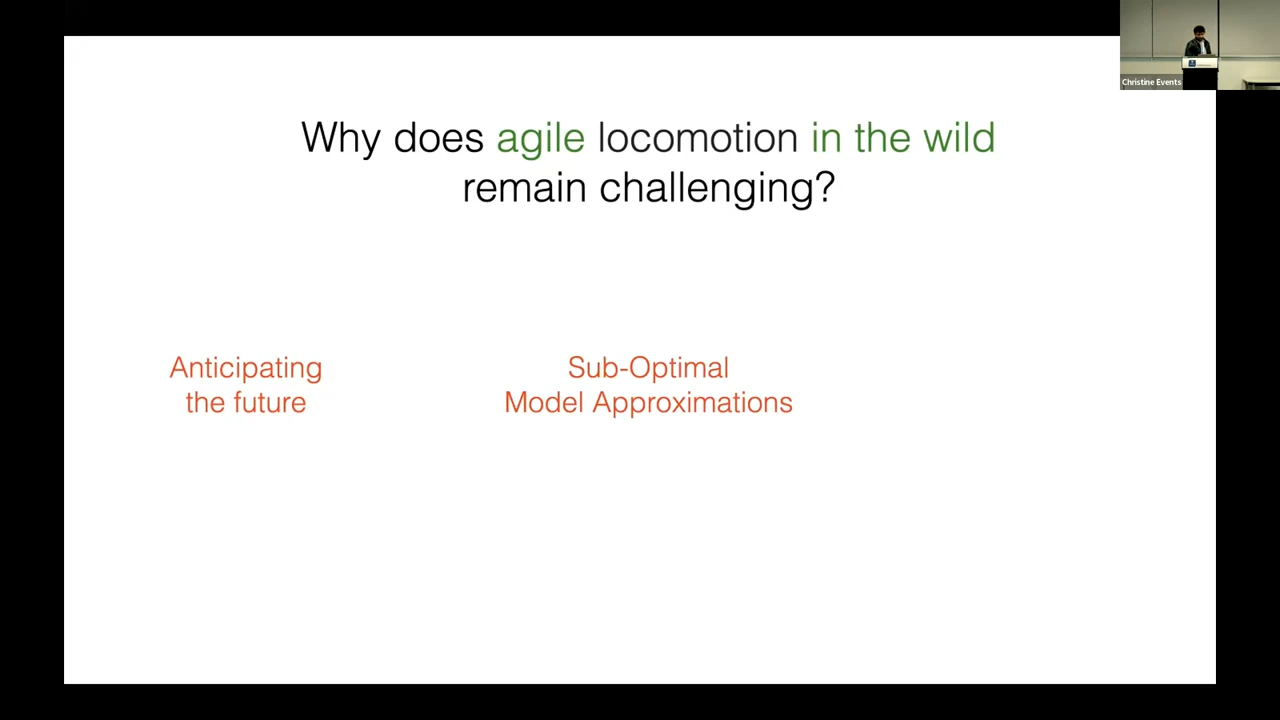 Why does agile locomotion in the wild
remain challenging?
Anticipating
the future
Sub-Optimal
Model Approximations
Christine Events